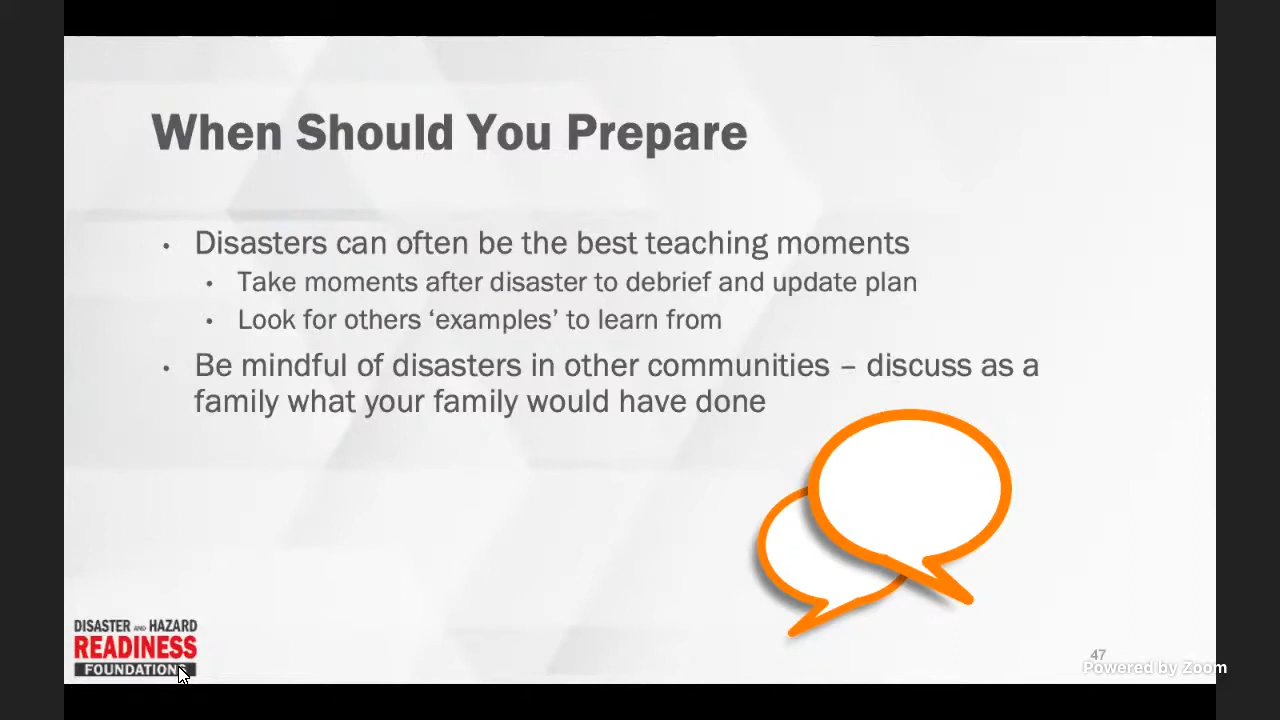 When Should You Prepare
• Disasters can often be the best teaching moments
• Take moments after disaster to debrief and update plan
• Look for others ‘examples’ to learn from
• Be mindful of disasters in other communities – discuss as a
family what your family would have done
DISASTER AND HAZARD
READINESS
FOUNDATIONS
47
Powered by Zoom